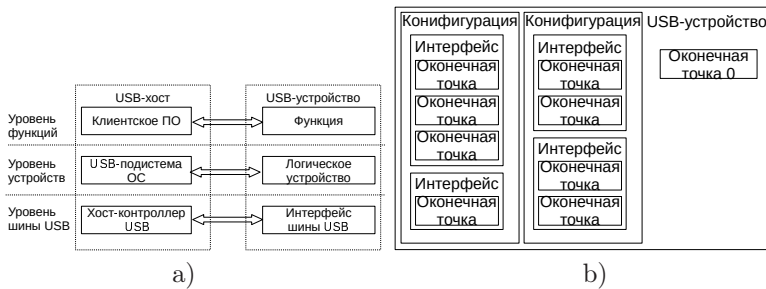 USB-хост
USB-устройство
Уровень
функций
Клиентское ПО
Функция
Уровень
устройств
USB-подистема
ОС
Логическое
устройство
Уровень
шины USB
Хост-контроллер
USB
Интерфейс
шины USB
a)
Конифигурация
Интерфейс
Оконечная
точка
Оконечная
точка
Оконечная
точка
Интерфейс
Оконечная
точка
Конифигурация
Интерфейс
Оконечная
точка
Оконечная
точка
Интерфейс
Оконечная
точка
Оконечная
точка
USB-устройство
Оконечная
точка 0
b)